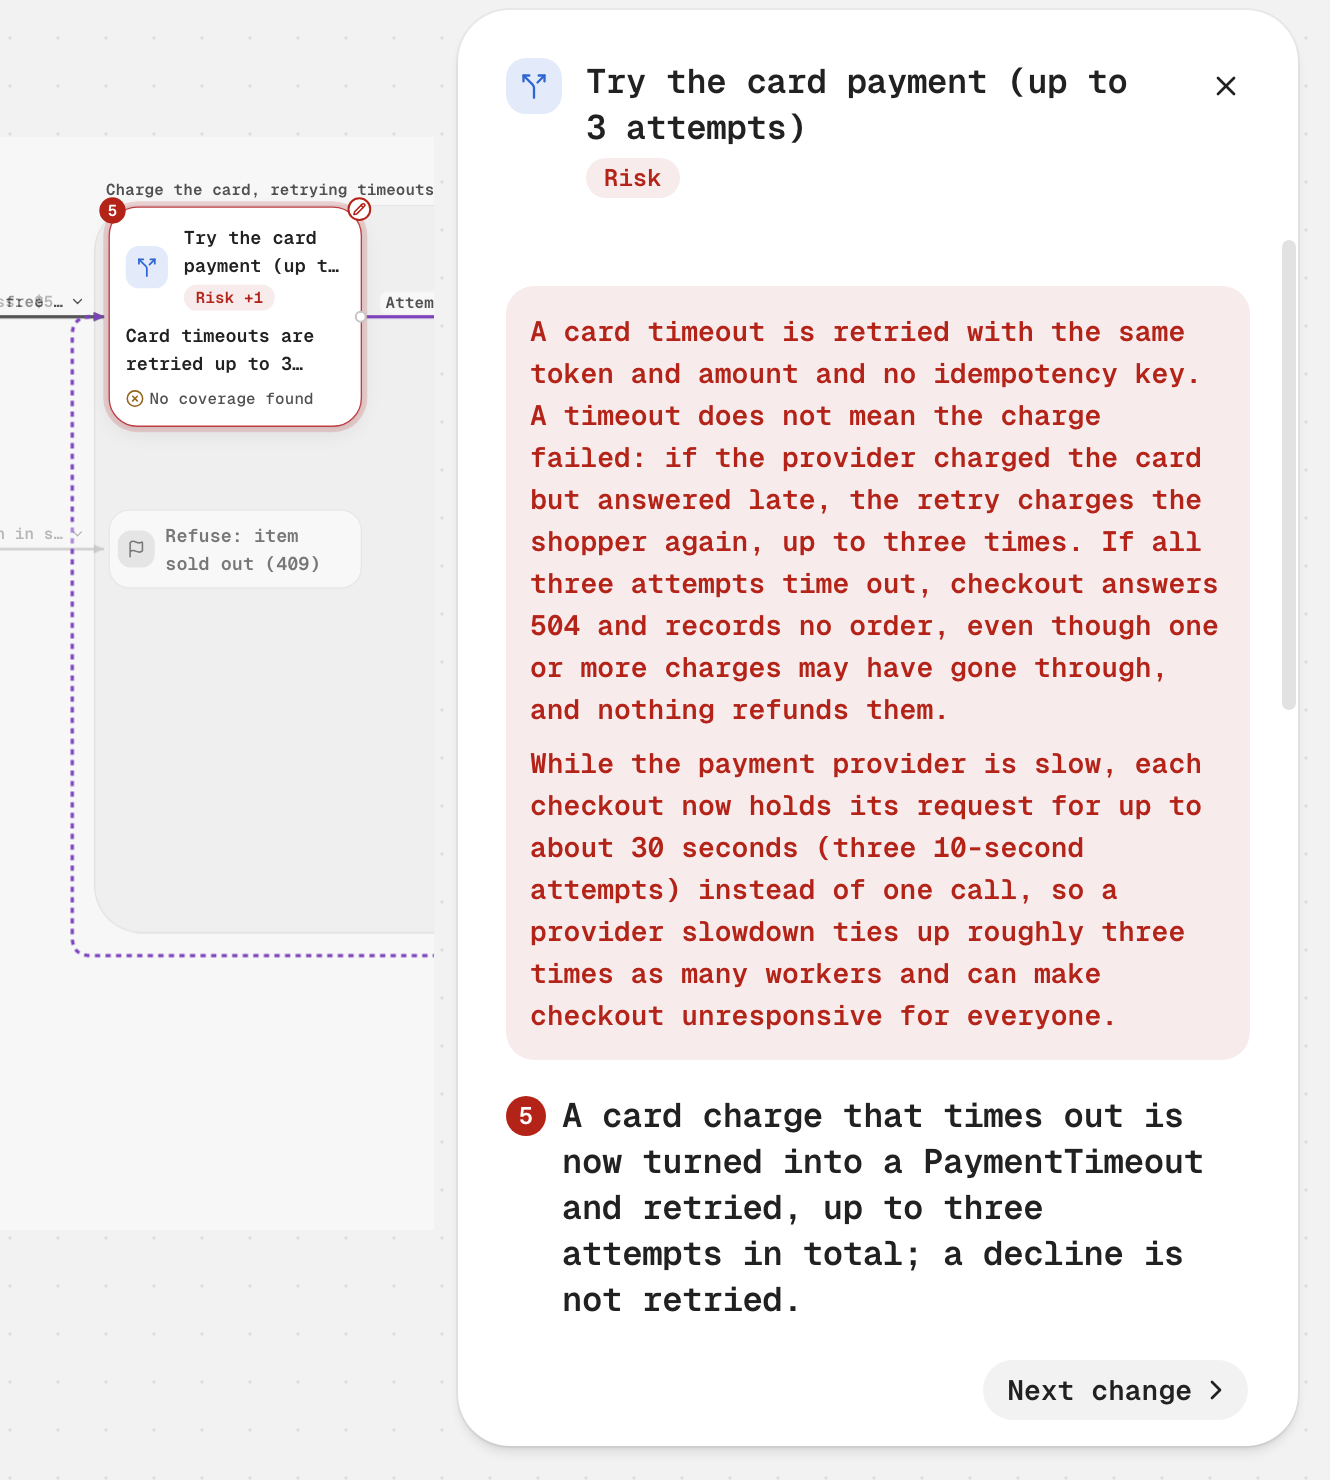 Charge the card, retrying timeouts
5
Try the card
payment (up t…
Risk +1
Card timeouts are
retried up to 3…
No coverage found
free…
Attem
n in s…
Refuse: item
sold out (409)
Try the card payment (up to
3 attempts)
Risk
A card timeout is retried with the same
token and amount and no idempotency key.
A timeout does not mean the charge
failed: if the provider charged the card
but answered late, the retry charges the
shopper again, up to three times. If all
three attempts time out, checkout answers
504 and records no order, even though one
or more charges may have gone through,
and nothing refunds them.
While the payment provider is slow, each
checkout now holds its request for up to
about 30 seconds (three 10-second
attempts) instead of one call, so a
provider slowdown ties up roughly three
times as many workers and can make
checkout unresponsive for everyone.
5
A card charge that times out is
now turned into a PaymentTimeout
and retried, up to three
attempts in total; a decline is
not retried.
Next change